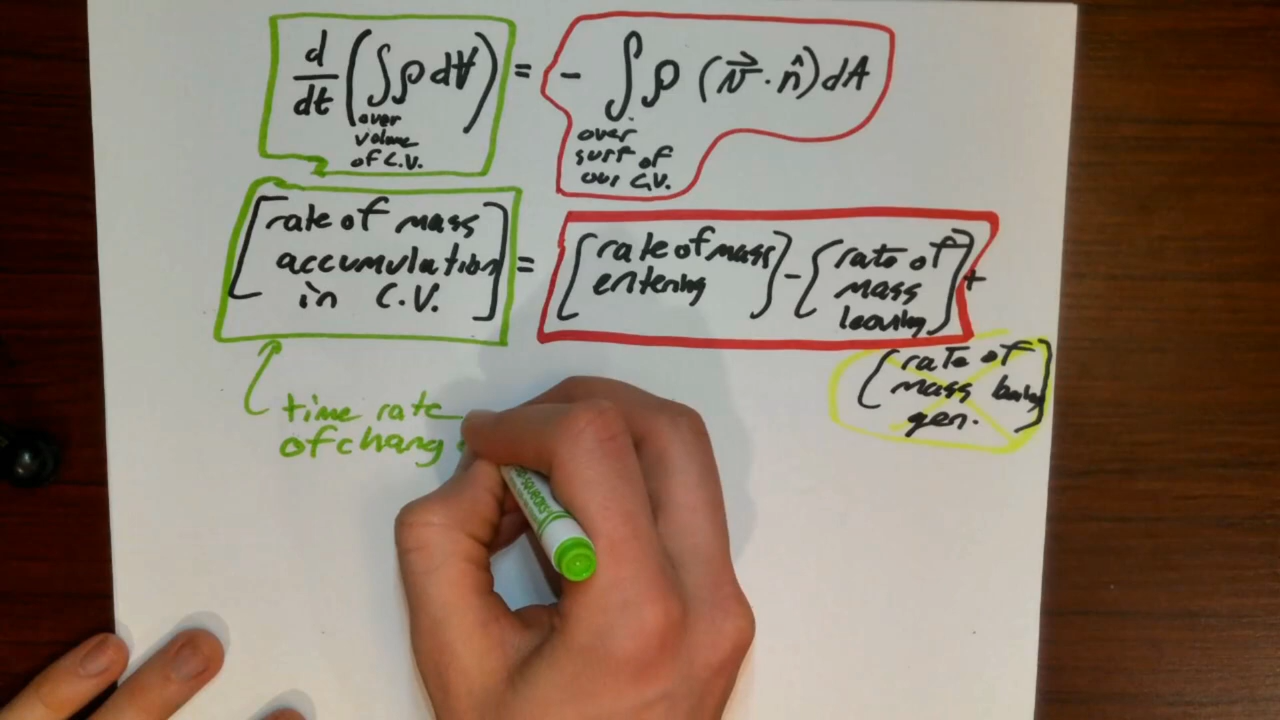 d/dt (∫∫ρ dV) = - ∫∫ρ (v⃗ · n̂) dA
over volume of C.V.
over surf of our C.V.
[rate of mass accumulation in C.V.] = [rate of mass entering] - [rate of mass leaving] +
[rate of mass being gen.]
time rate
of chang